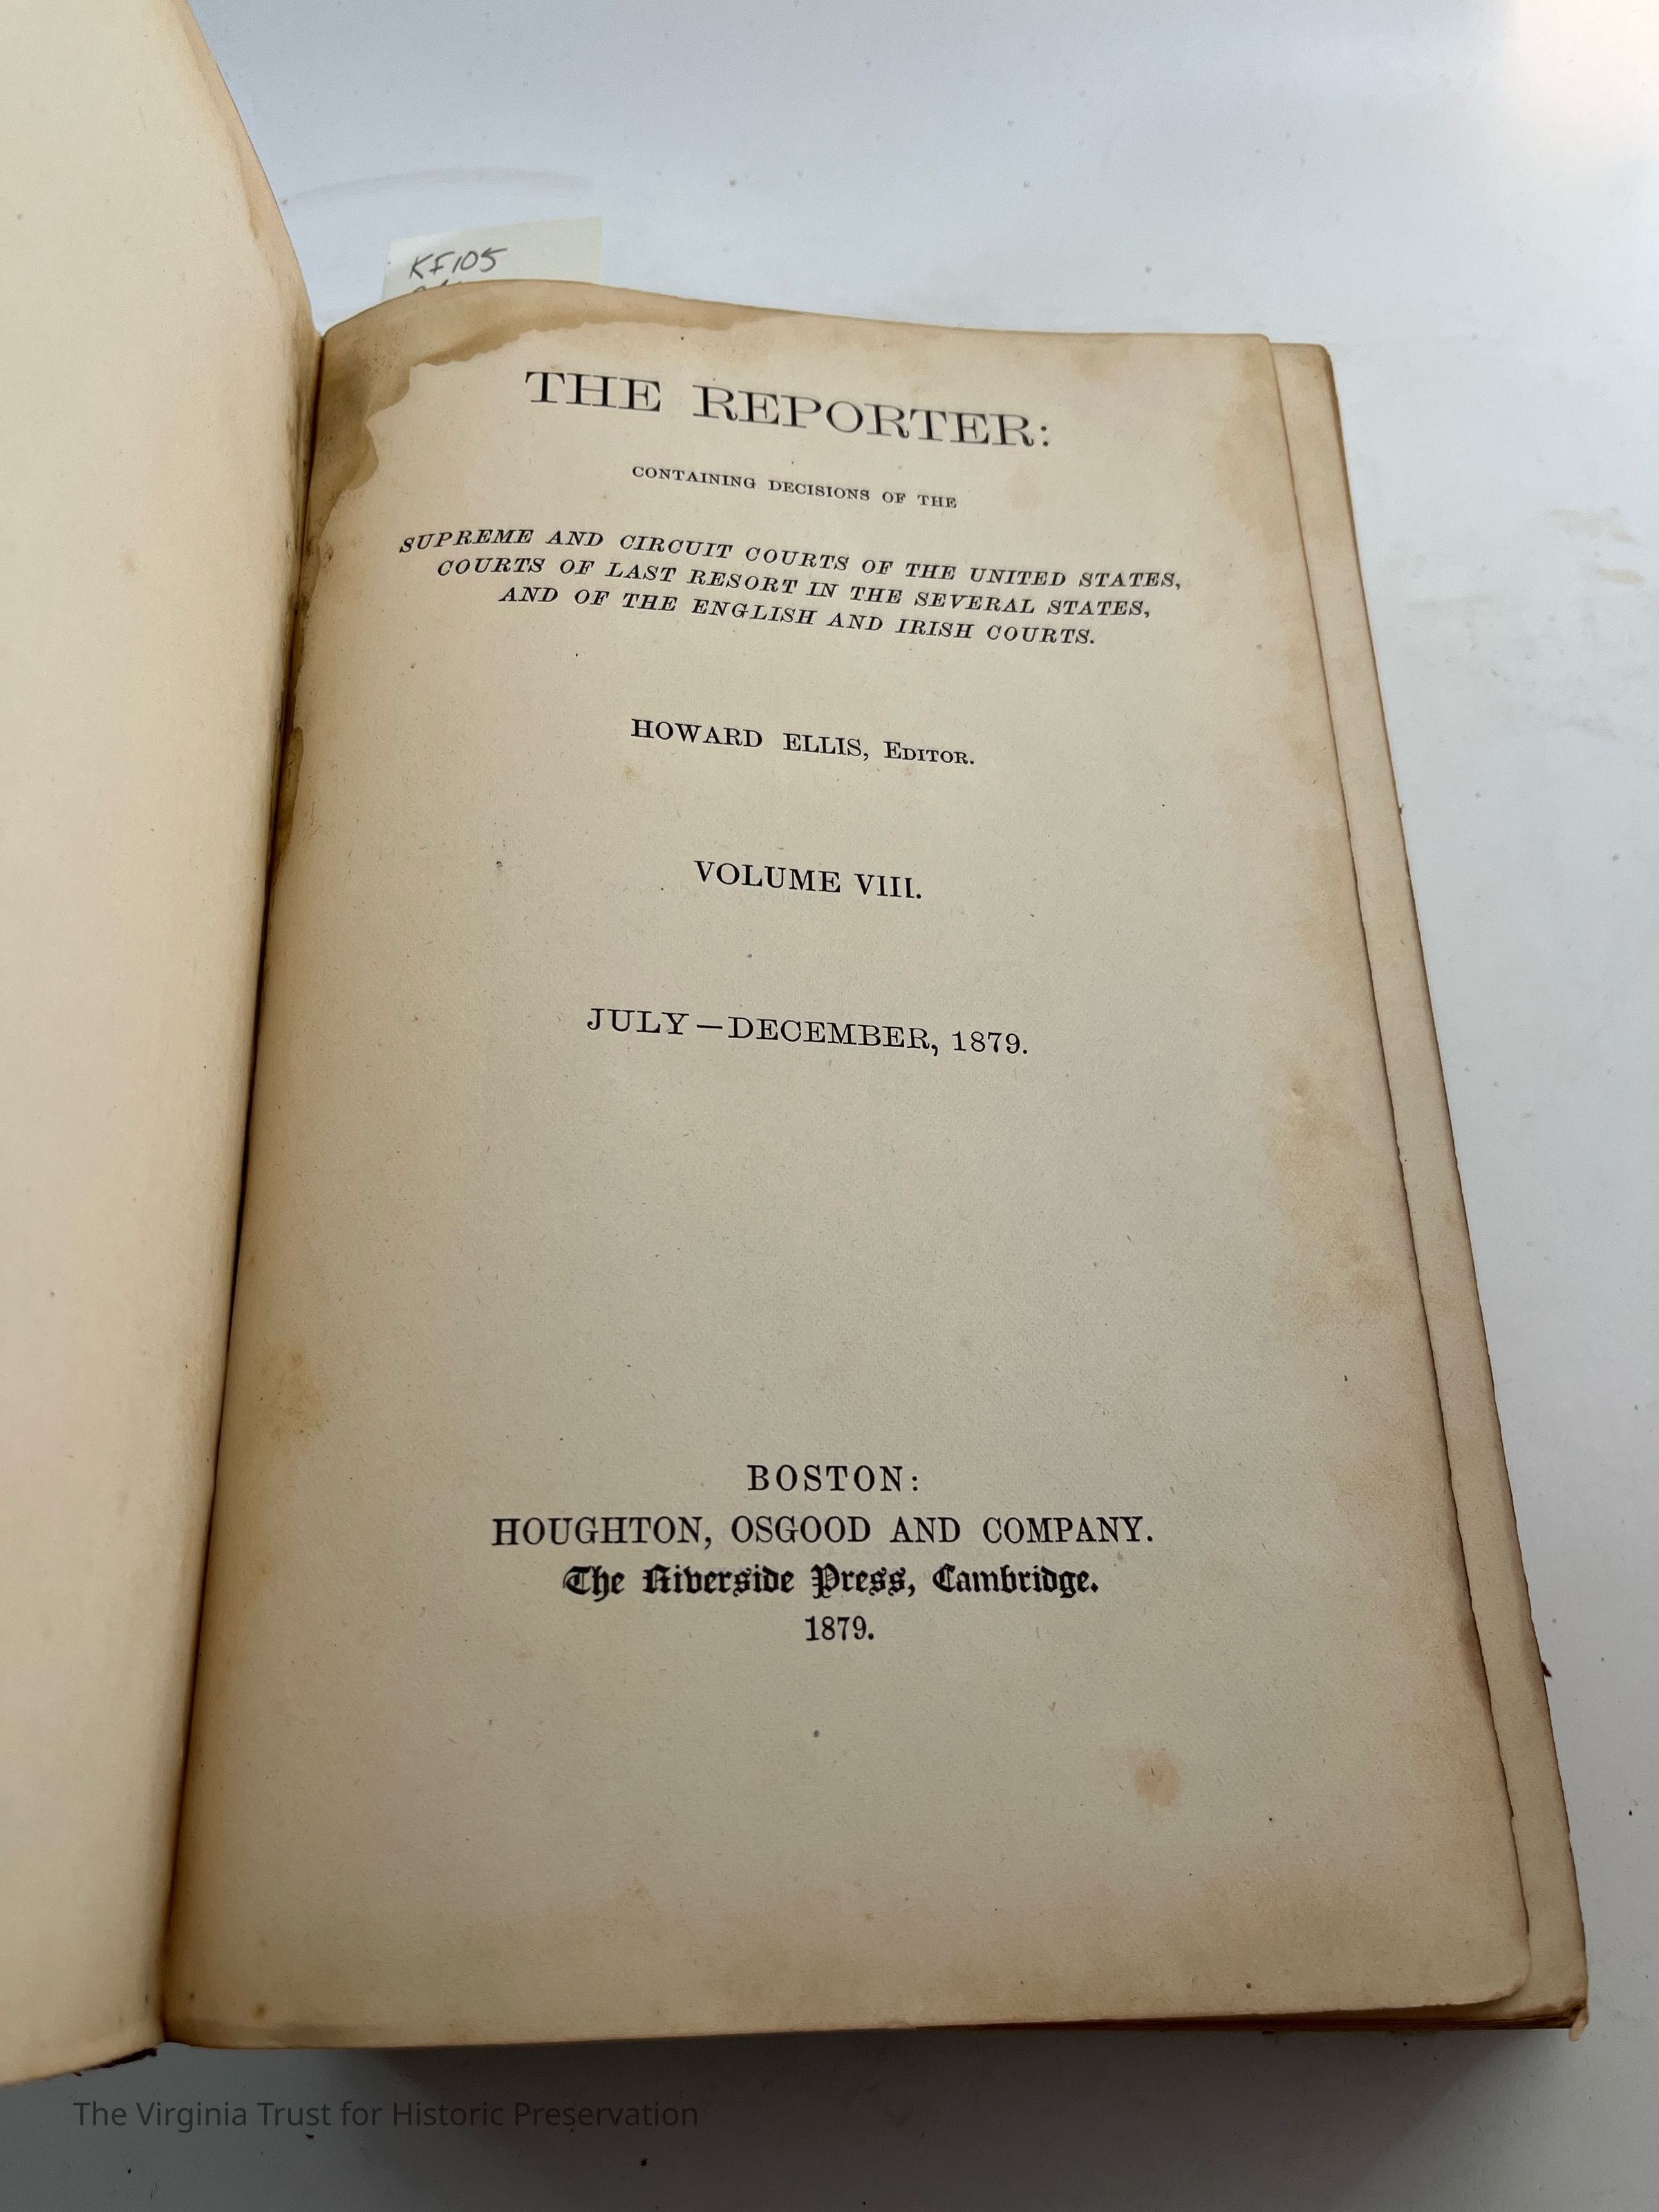 KF105
THE REPORTER:
CONTAINING DECISIONS OF THE
SUPREME AND CIRCUIT COURTS OF THE UNITED STATES,
COURTS OF LAST RESORT IN THE SEVERAL STATES,
AND OF THE ENGLISH AND IRISH COURTS.
HOWARD ELLIS, EDITOR.
VOLUME VIII.
JULY—DECEMBER, 1879.
BOSTON:
HOUGHTON, OSGOOD AND COMPANY.
The Riverside Press, Cambridge.
1879.
The Virginia Trust for Historic Preservation